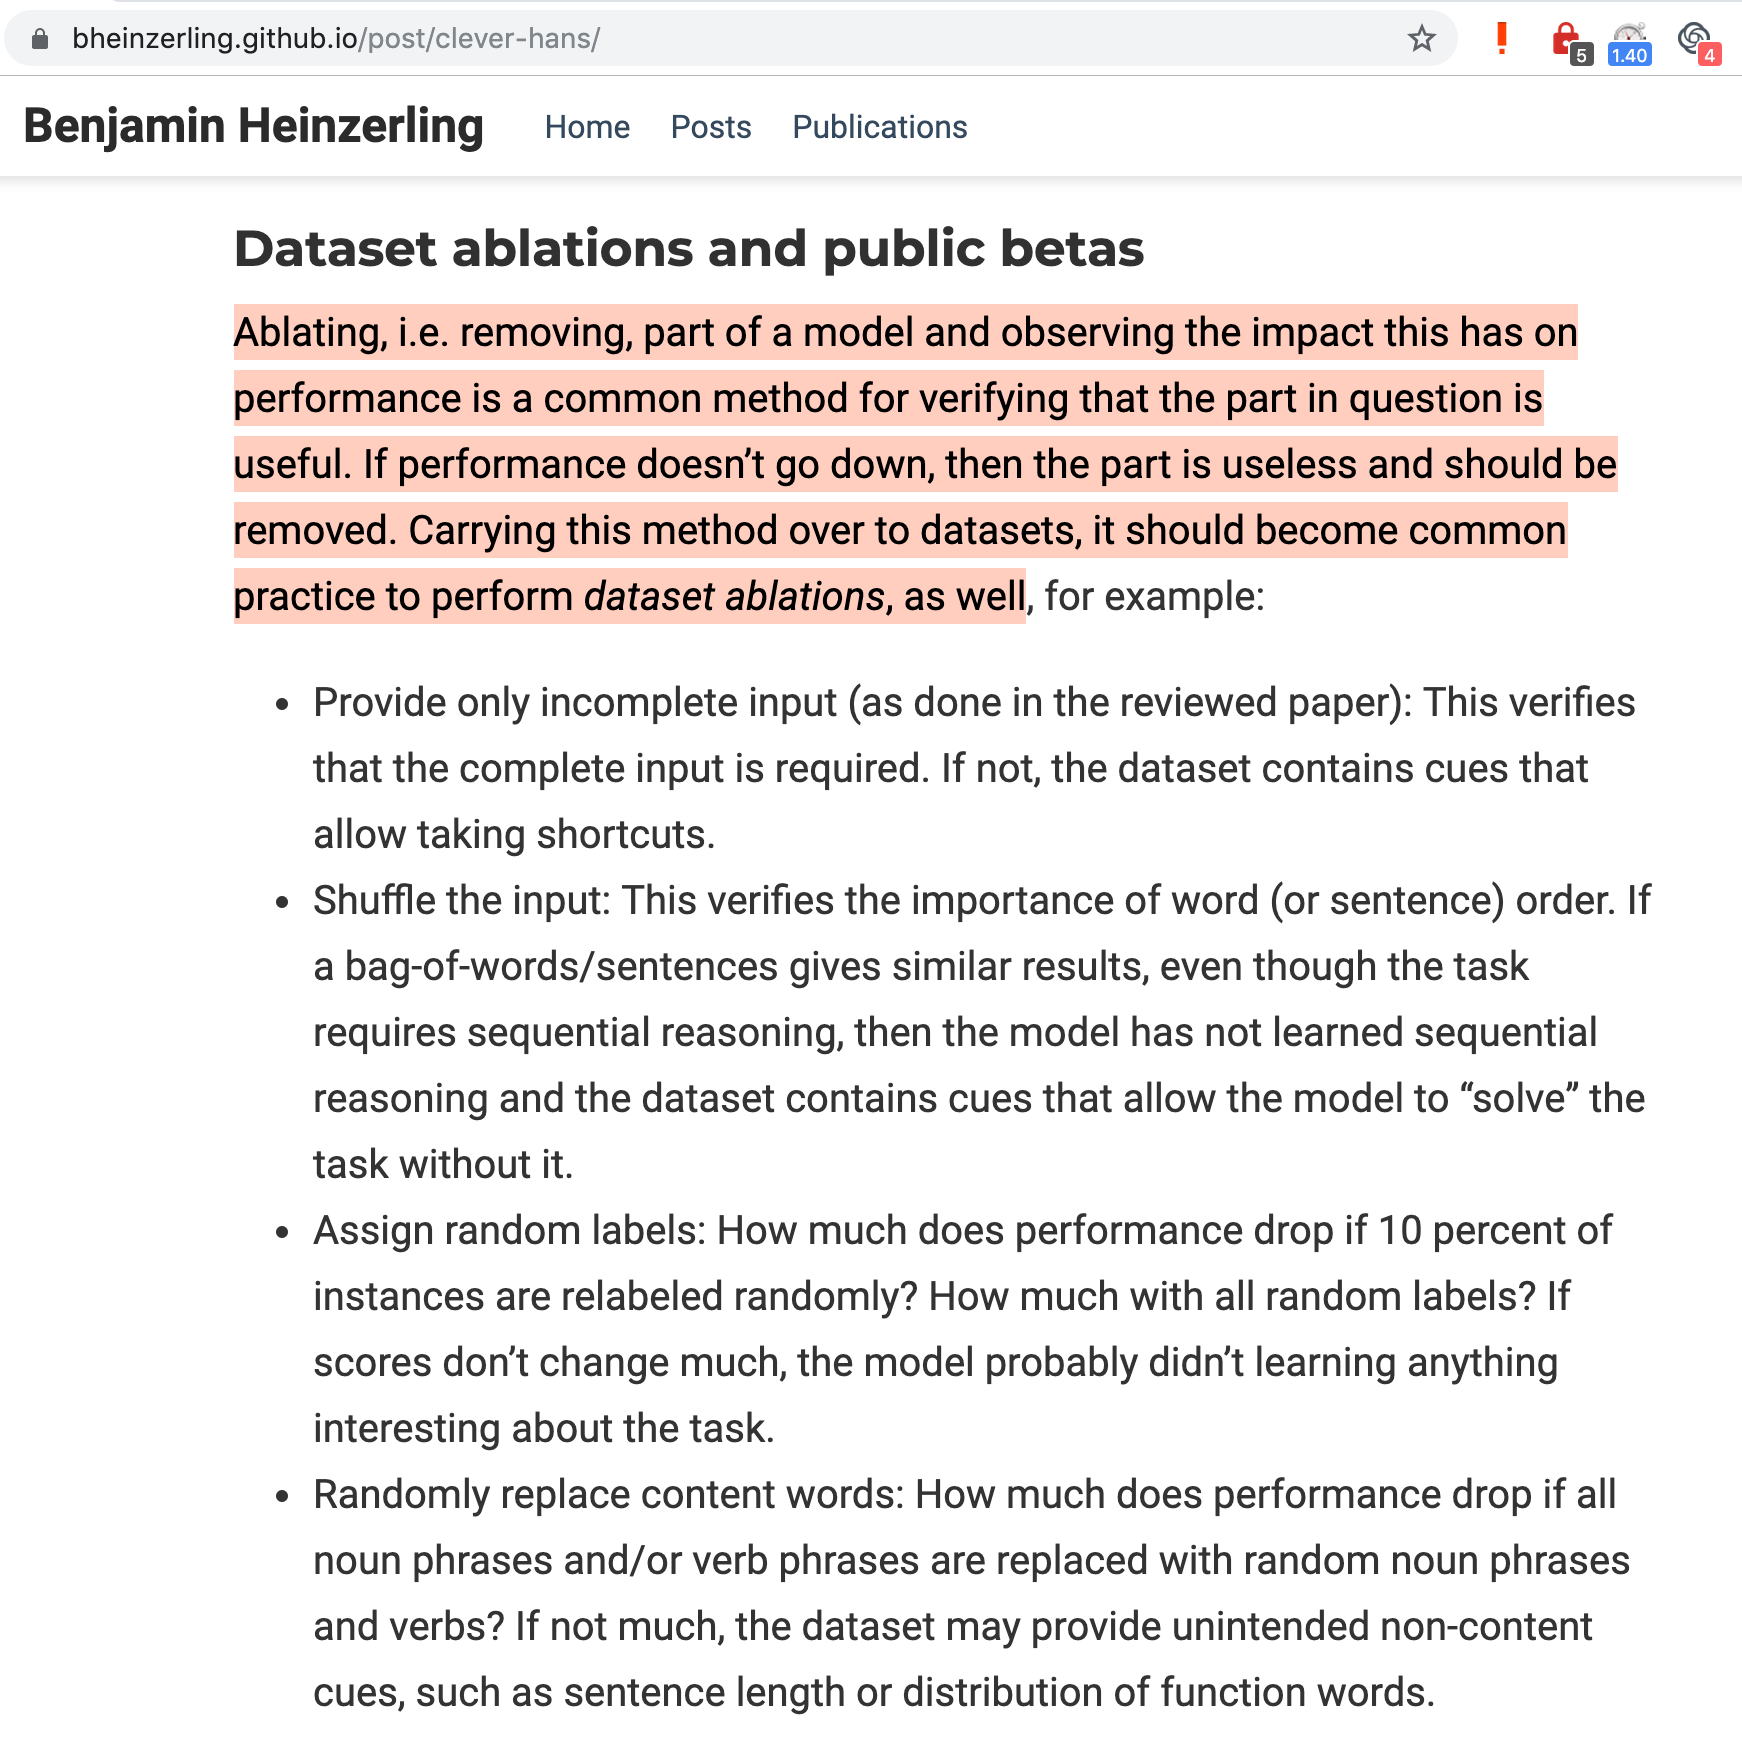 bheinzerling.github.io/post/clever-hans/
5
1.40
4
Benjamin Heinzerling Home Posts Publications
Dataset ablations and public betas
Ablating, i.e. removing, part of a model and observing the impact this has on
performance is a common method for verifying that the part in question is
useful. If performance doesn’t go down, then the part is useless and should be
removed. Carrying this method over to datasets, it should become common
practice to perform dataset ablations, as well, for example:
• Provide only incomplete input (as done in the reviewed paper): This verifies
that the complete input is required. If not, the dataset contains cues that
allow taking shortcuts.
• Shuffle the input: This verifies the importance of word (or sentence) order. If
a bag-of-words/sentences gives similar results, even though the task
requires sequential reasoning, then the model has not learned sequential
reasoning and the dataset contains cues that allow the model to “solve” the
task without it.
• Assign random labels: How much does performance drop if 10 percent of
instances are relabeled randomly? How much with all random labels? If
scores don’t change much, the model probably didn’t learning anything
interesting about the task.
• Randomly replace content words: How much does performance drop if all
noun phrases and/or verb phrases are replaced with random noun phrases
and verbs? If not much, the dataset may provide unintended non-content
cues, such as sentence length or distribution of function words.